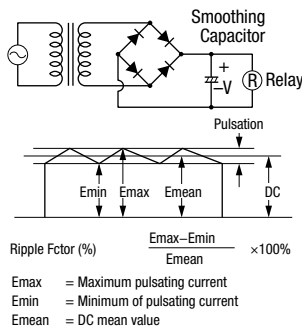 Smoothing
Capacitor
+
–V
R Relay
Pulsation
Emin Emax Emean DC
Ripple Fctor (%) Emax–Emin ×100%
Emean
Emax = Maximum pulsating current
Emin = Minimum of pulsating current
Emean = DC mean value